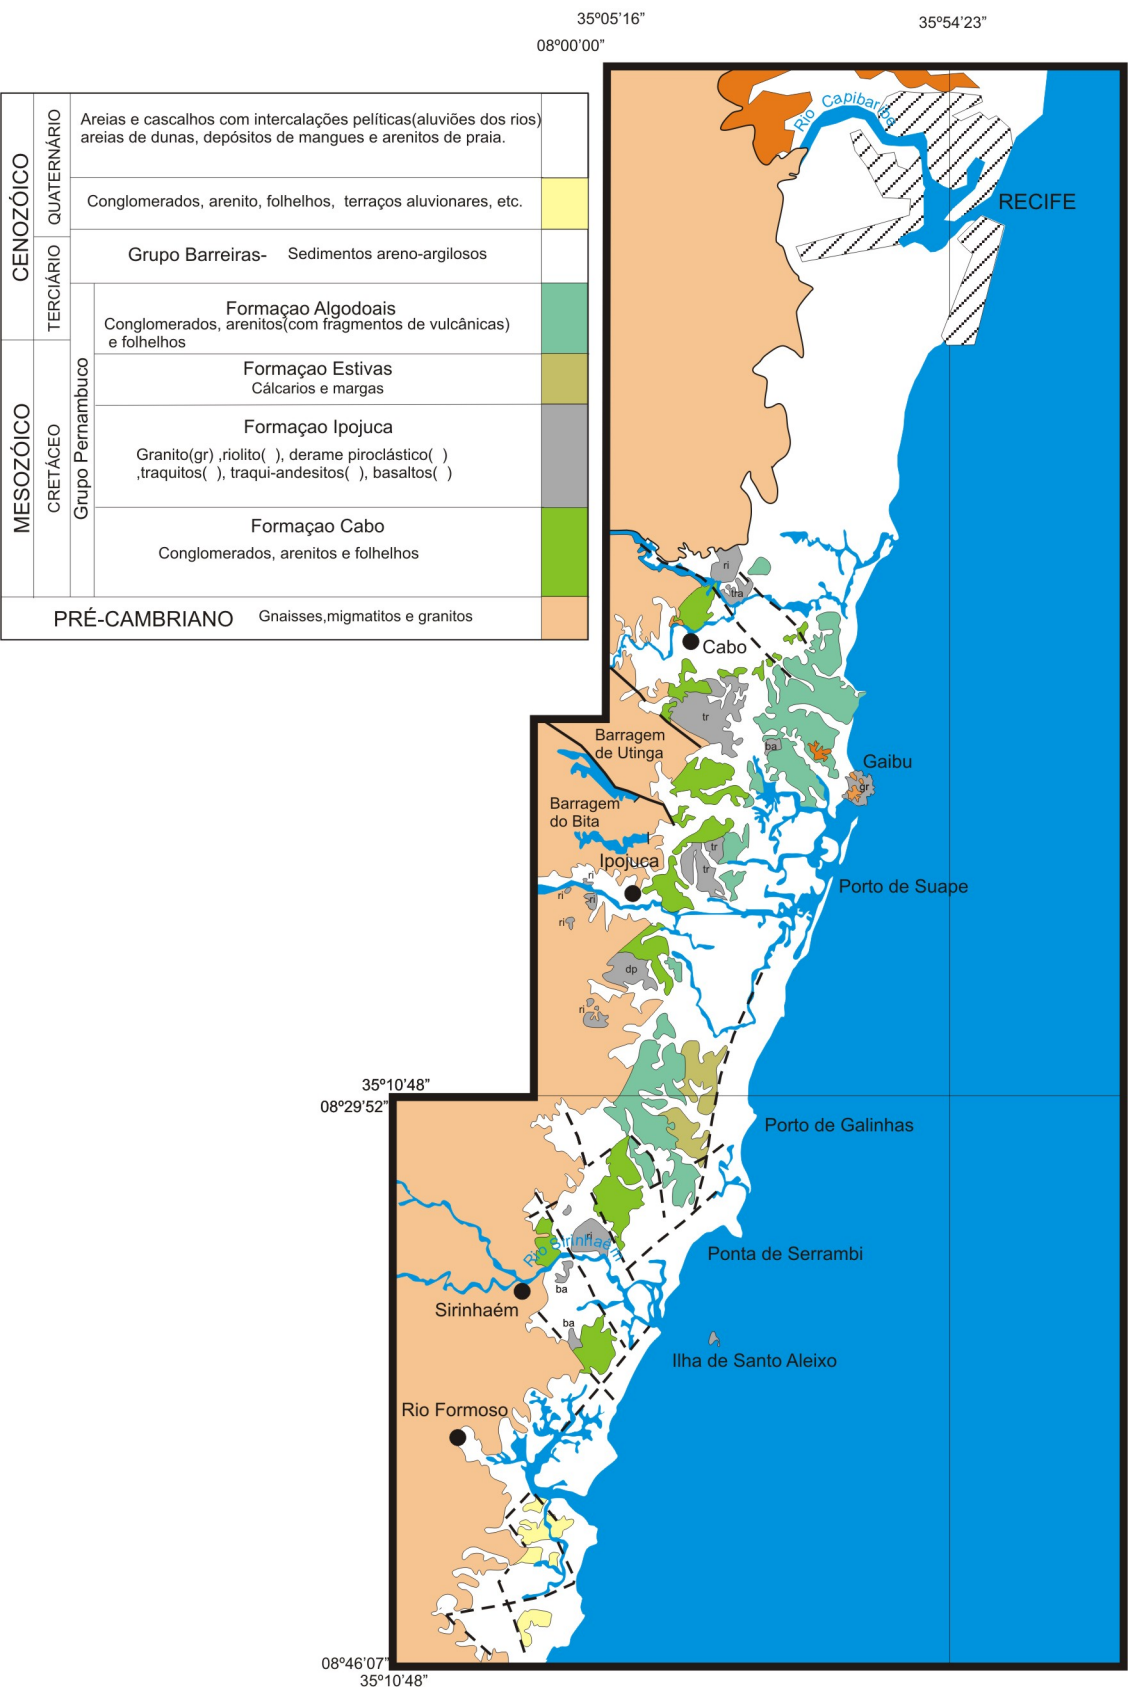 35º05’16”
35º54’23”
08º00’00”
CENOZÓICO
QUATERNÁRIO
Areias e cascalhos com intercalações pelíticas(aluviões dos rios)
areias de dunas, depósitos de mangues e arenitos de praia.
Conglomerados, arenito, folhelhos, terraços aluvionares, etc.
TERCIÁRIO
Grupo Barreiras- Sedimentos areno-argilosos
Grupo Pernambuco
Formaçao Algodoais
Conglomerados, arenitos(com fragmentos de vulcânicas)
e folhelhos
MESOZÓICO
CRETÁCEO
Formaçao Estivas
Cálcarios e margas
Formaçao Ipojuca
Granito(gr) ,riolito( ), derame piroclástico( )
,traquitos( ), traqui-andesitos( ), basaltos( )
Formaçao Cabo
Conglomerados, arenitos e folhelhos
PRÉ-CAMBRIANO Gnaisses,migmatitos e granitos
Rio Capibaribe
RECIFE
ri
tra
Cabo
tr
Barragem
de Utinga
ba
Gaibu
gr
Barragem
do Bita
tr
Ipojuca
tr
ri
Porto de Suape
ri
ri
ri
dp
ri
35º10’48”
08º29’52”
Porto de Galinhas
ri
Rio Sirinhaém
Ponta de Serrambi
ba
Sirinhaém
ba
Ilha de Santo Aleixo
Rio Formoso
08º46’07”
35º10’48”